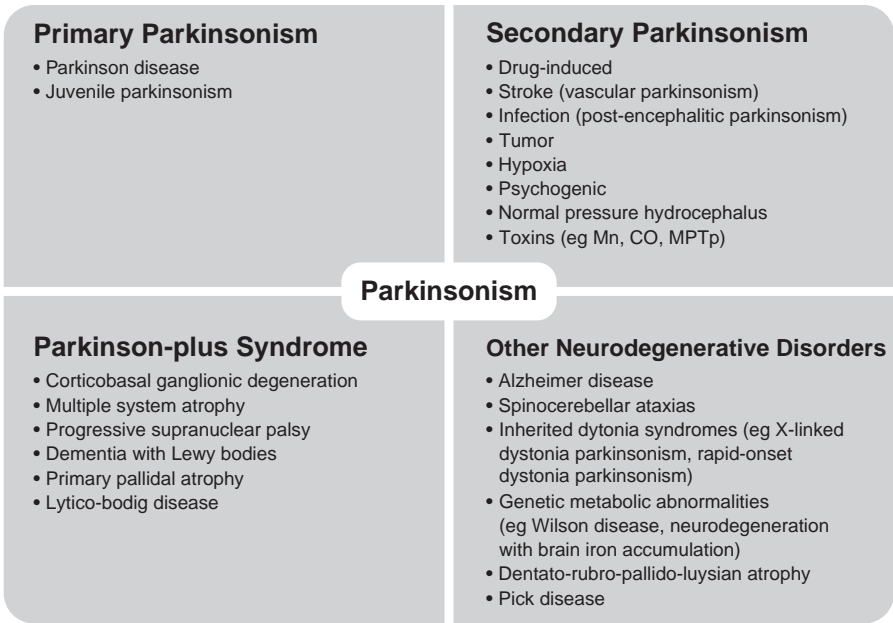 Primary Parkinsonism
• Parkinson disease
• Juvenile parkinsonism
Secondary Parkinsonism
• Drug-induced
• Stroke (vascular parkinsonism)
• Infection (post-encephalitic parkinsonism)
• Tumor
• Hypoxia
• Psychogenic
• Normal pressure hydrocephalus
• Toxins (eg Mn, CO, MPTp)
Parkinsonism
Parkinson-plus Syndrome
• Corticobasal ganglionic degeneration
• Multiple system atrophy
• Progressive supranuclear palsy
• Dementia with Lewy bodies
• Primary pallidal atrophy
• Lytico-bodig disease
Other Neurodegenerative Disorders
• Alzheimer disease
• Spinocerebellar ataxias
• Inherited dytonia syndromes (eg X-linked
dystonia parkinsonism, rapid-onset
dystonia parkinsonism)
• Genetic metabolic abnormalities
(eg Wilson disease, neurodegeneration
with brain iron accumulation)
• Dentato-rubro-pallido-luysian atrophy
• Pick disease